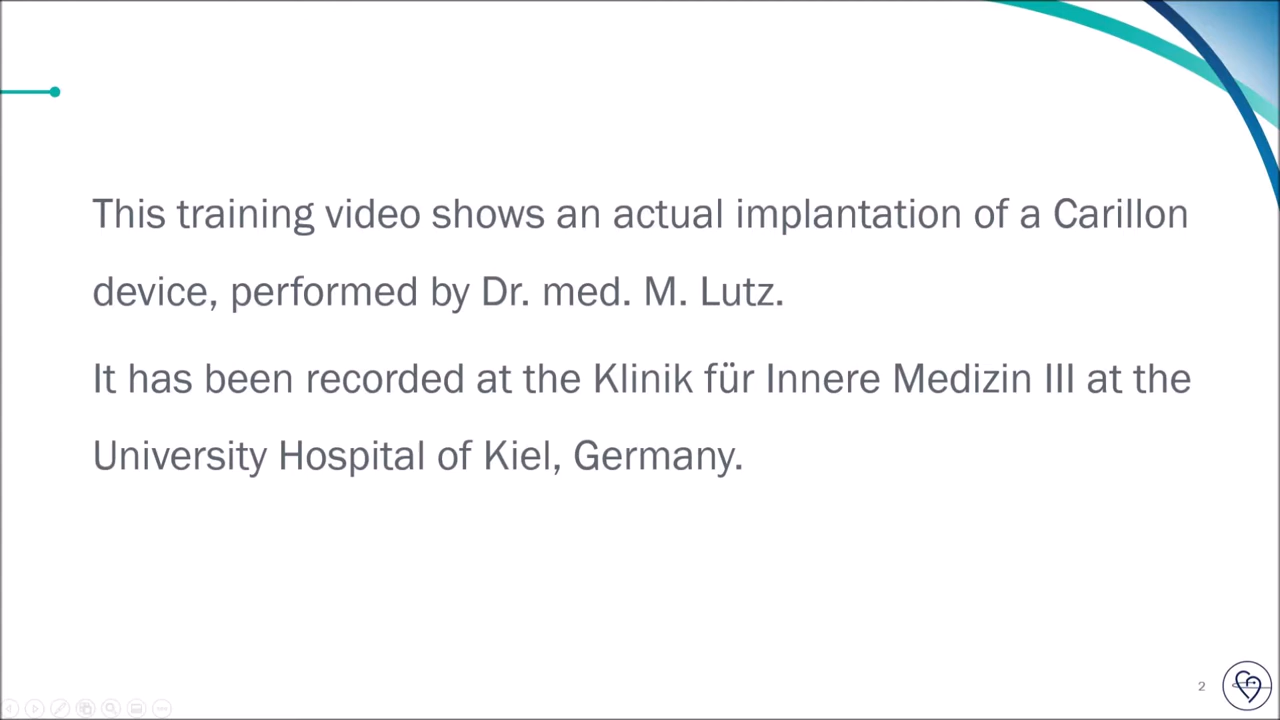 This training video shows an actual implantation of a Carillon
device, performed by Dr. med. M. Lutz.
It has been recorded at the Klinik für Innere Medizin III at the
University Hospital of Kiel, Germany.
2